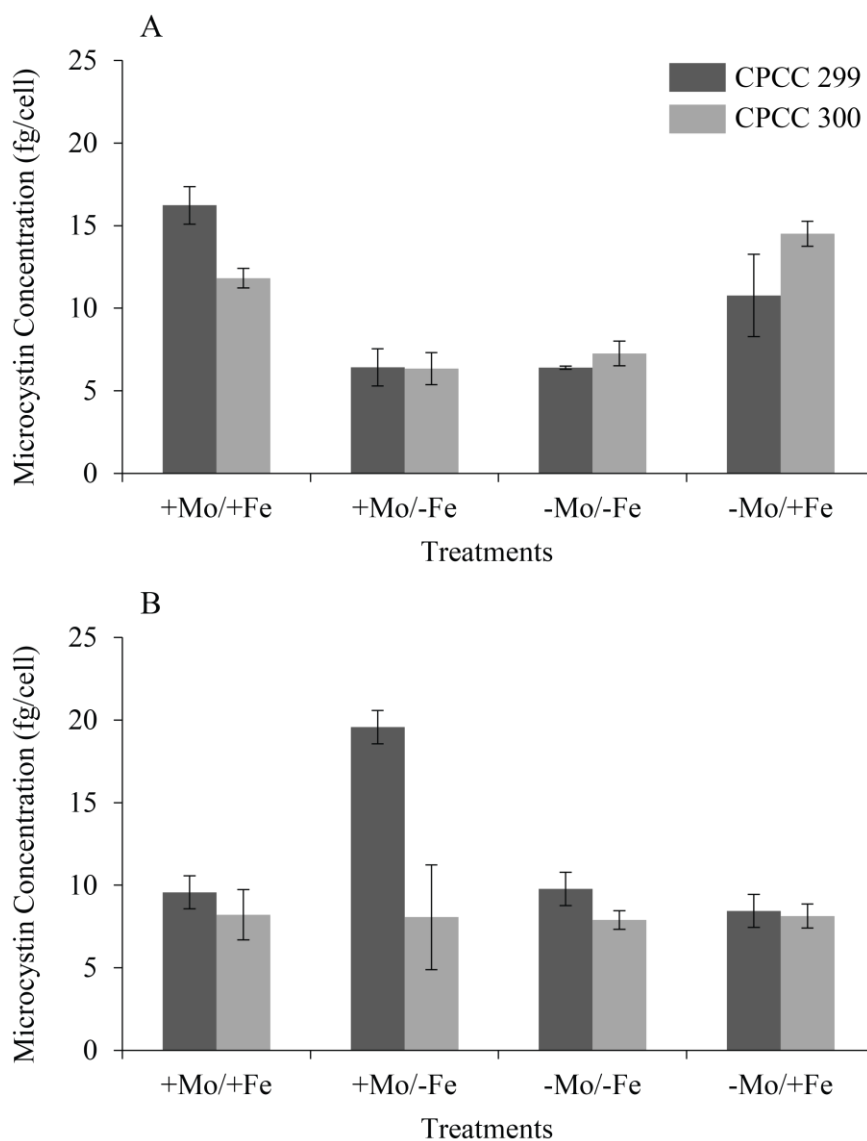 A
Microcystin Concentration (fg/cell)
25
20
15
10
5
0
CPCC 299
CPCC 300
+Mo/+Fe +Mo/-Fe -Mo/-Fe -Mo/+Fe
Treatments
B
Microcystin Concentration (fg/cell)
25
20
15
10
5
0
+Mo/+Fe +Mo/-Fe -Mo/-Fe -Mo/+Fe
Treatments